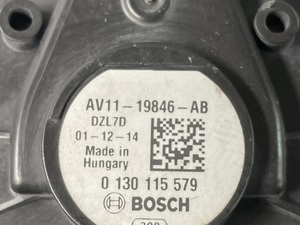 AV11-19846-AB
DZL7D
01-12-14
Made in
Hungary
0 130 115 579
BOSCH